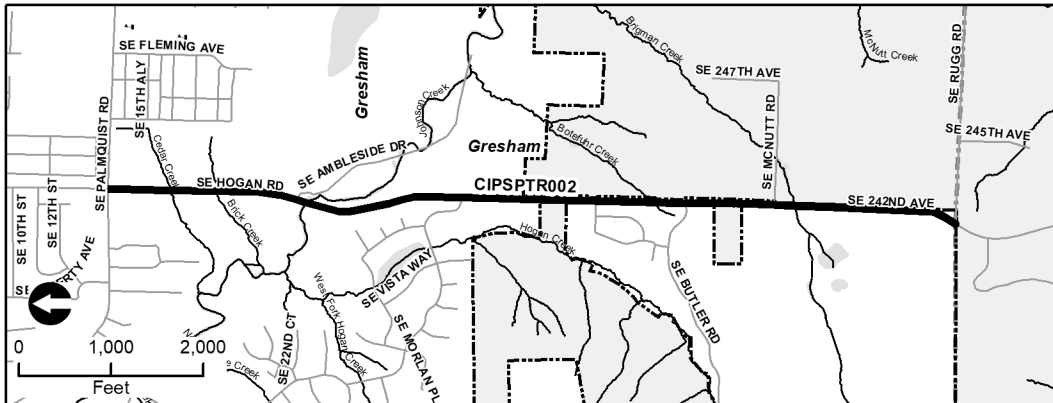 SE FLEMING AVE
SE 15TH ALY
SE PALMQUIST RD
Gresham
Johnson Creek
Brigman Creek
McNutt Creek
SE RUGG RD
SE 247TH AVE
SE MCNUTT RD
SE 245TH AVE
Cedar Creek
SE AMBLESIDE DR
Gresham
Botefuhr Creek
SE HOGAN RD
CIPSPTR002
SE 242ND AVE
SE 10TH ST
SE 12TH ST
Brick Creek
Hogan Creek
SE VISTA WAY
SE BUTLER RD
West Fork Hogan Creek
SE 22ND CT
SE MORLAN PL
0 1,000 2,000
Feet
Creek